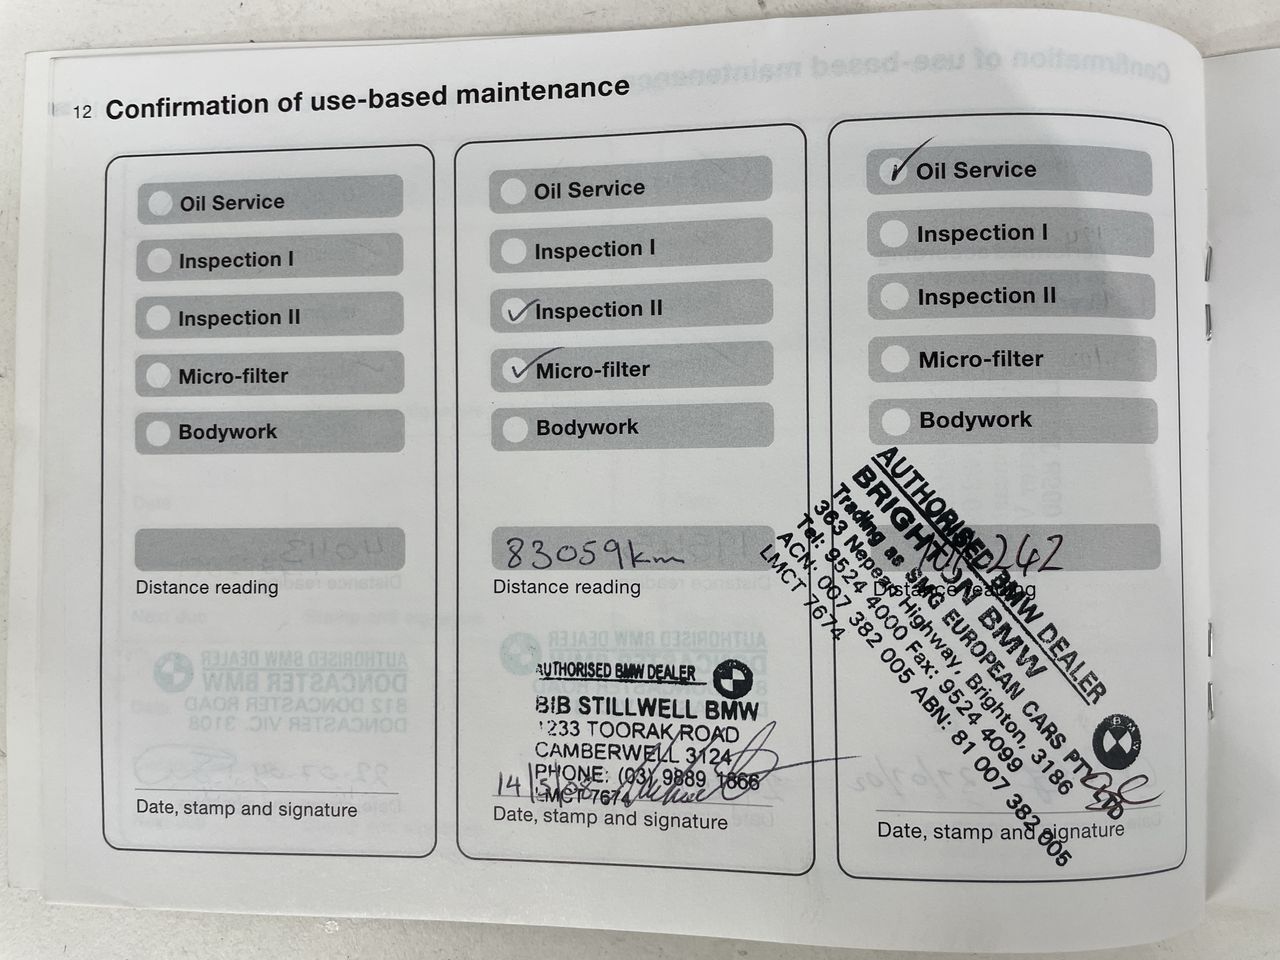 12 Confirmation of use-based maintenance
Oil Service
Inspection I
Inspection II
Micro-filter
Bodywork
Distance reading
Date, stamp and signature
Oil Service
Inspection I
Inspection II
Micro-filter
Bodywork
83059km
Distance reading
AUTHORISED BMW DEALER
BIB STILLWELL BMW
1233 TOORAK ROAD
CAMBERWELL 3124
PHONE: (03) 9889 1866
LMCT 7674
14/5/08
Date, stamp and signature
Oil Service
Inspection I
Inspection II
Micro-filter
Bodywork
Distance reading
AUTHORISED BMW DEALER
BRIGHTON BMW
Trading as SMG EUROPEAN CARS PTY LTD
363 Nepean Highway, Brighton, 3186
Tel: 9524 4000 Fax: 9524 4099
ACN: 007 382 005 ABN: 81 007 382 005
LMCT 7674
Date, stamp and signature